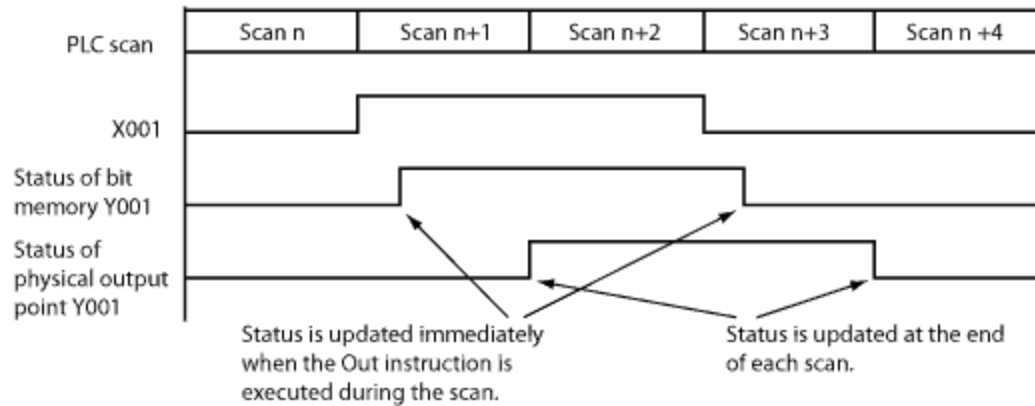 PLC scan
Scan n
Scan n+1
Scan n+2
Scan n+3
Scan n +4
X001
Status of bit
memory Y001
Status of
physical output
point Y001
Status is updated immediately
when the Out instruction is
executed during the scan.
Status is updated at the end
of each scan.